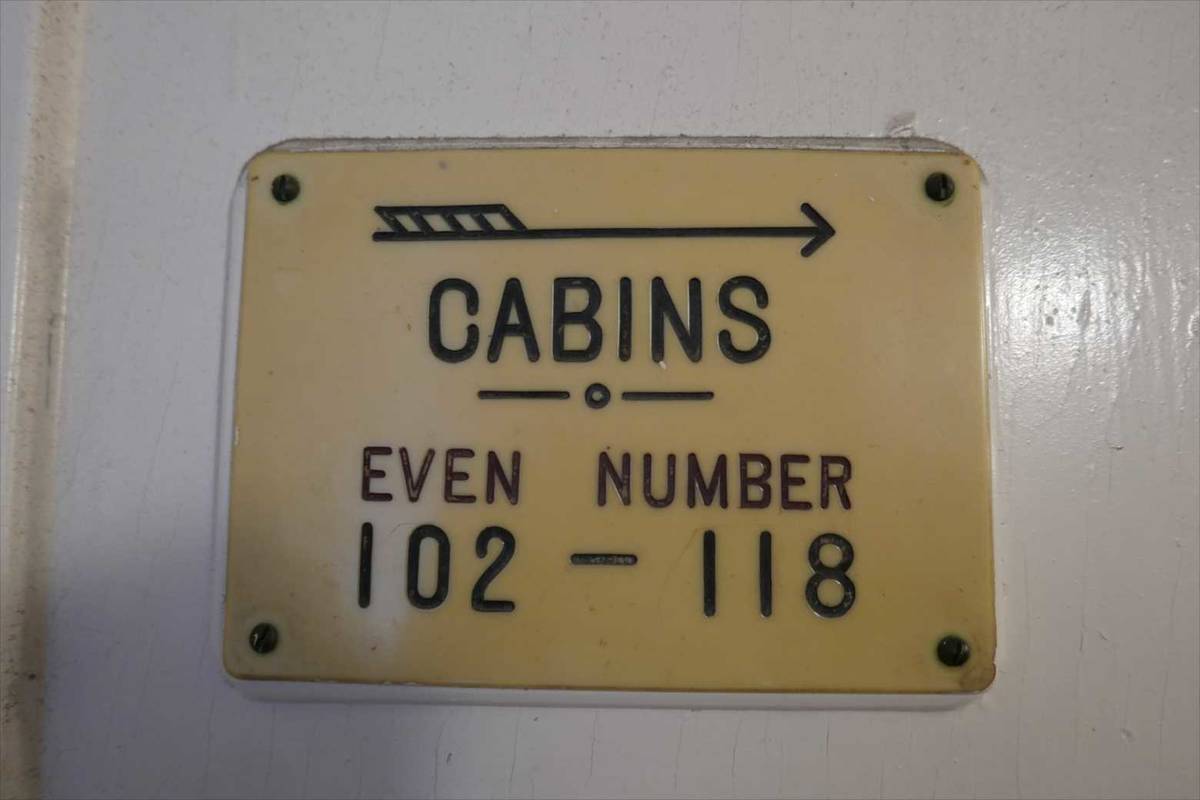 CABINS
EVEN NUMBER
102 - 118